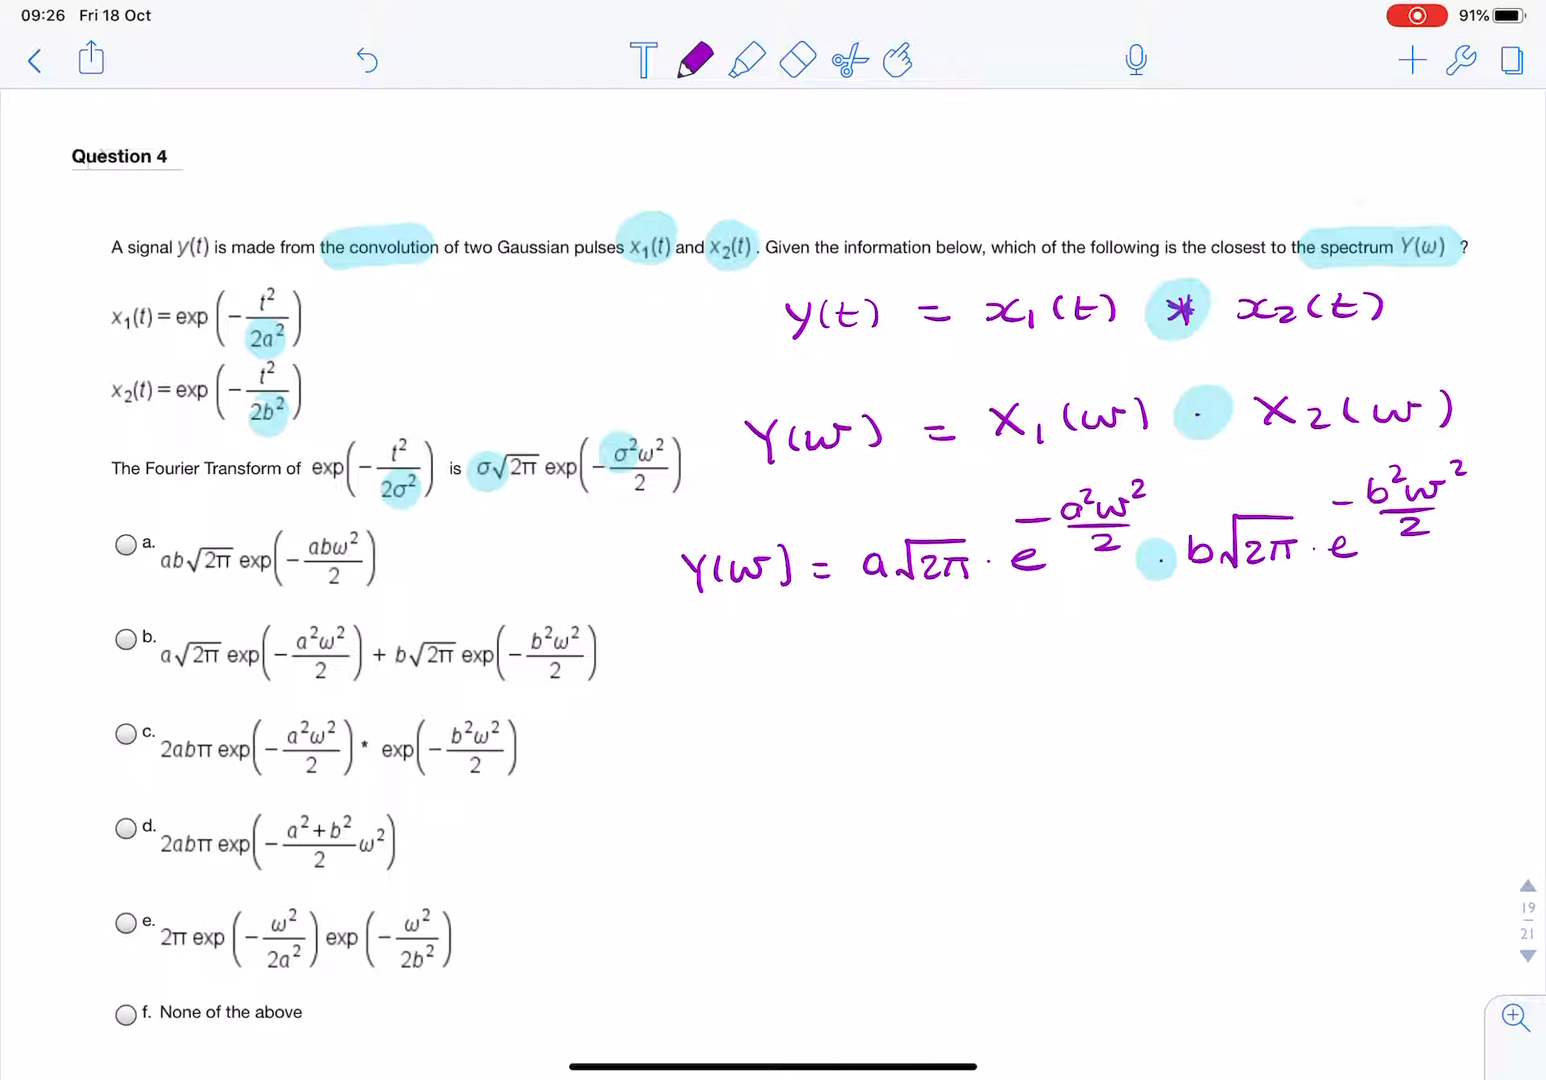 09:26 Fri 18 Oct
91%
T
Question 4
A signal y(t) is made from the convolution of two Gaussian pulses x₁(t) and x₂(t). Given the information below, which of the following is the closest to the spectrum Y(ω) ?
x₁(t) = exp(-t²/2a²)
y(t) = x₁(t) * x₂(t)
x₂(t) = exp(-t²/2b²)
Y(ω) = X₁(ω) · X₂(ω)
The Fourier Transform of exp(-t²/2σ²) is σ√2π exp(-σ²ω²/2)
Y(ω) = a√2π · e^(-a²ω²/2) · b√2π · e^(-b²ω²/2)
a. ab√2π exp(-abω²/2)
b. a√2π exp(-a²ω²/2) + b√2π exp(-b²ω²/2)
c. 2abπ exp(-a²ω²/2) * exp(-b²ω²/2)
d. 2abπ exp(-(a²+b²)/2 ω²)
e. 2π exp(-ω²/2a²) exp(-ω²/2b²)
f. None of the above
19
21